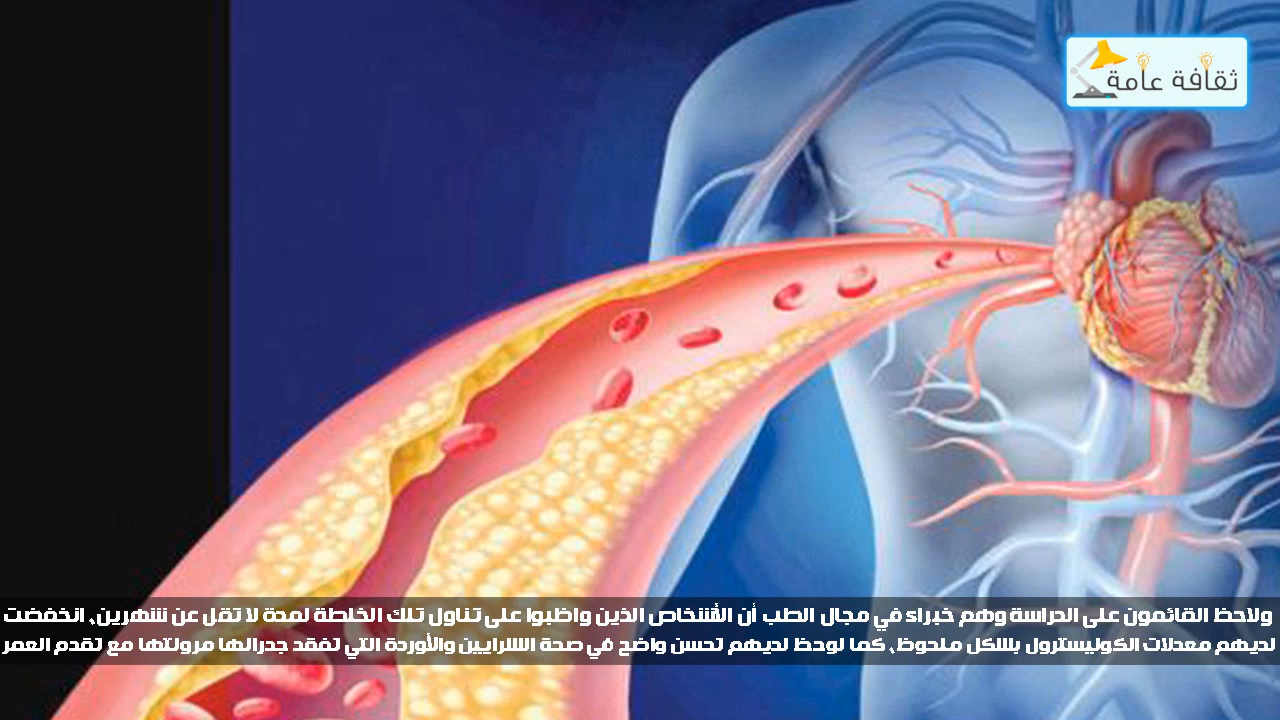 ثقافة عامة
ولاحظ القائمون على الدراسة وهم خبراء في مجال الطب أن الأشخاص الذين واظبوا على تناول تلك الخلطة لمدة لا تقل عن شهرين، انخفضت
لديهم معدلات الكوليسترول بشكل ملحوظ، كما لوحظ لديهم تحسن واضح في صحة الشرايين والأوردة التي تفقد جدرانها مرونتها مع تقدم العمر